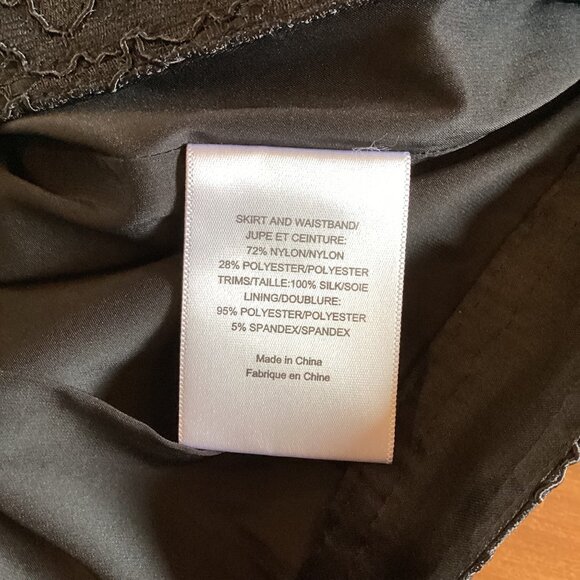 SKIRT AND WAISTBAND/
JUPE ET CEINTURE:
72% NYLON/NYLON
28% POLYESTER/POLYESTER
TRIMS/TAILLE:100% SILK/SOIE
LINING/DOUBLURE:
95% POLYESTER/POLYESTER
5% SPANDEX/SPANDEX
Made in China
Fabrique en Chine